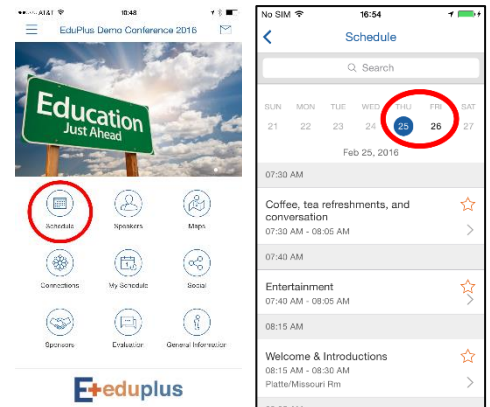 AT&T 10:48
EduPlus Demo Conference 2016
Education
Just Ahead
Schedule Speakers Maps
Connections My Schedule Social
Sponsors Evaluation General Information
E+eduplus
No SIM 16:54
Schedule
Search
SUN MON TUE WED THU FRI SAT
21 22 23 24 25 26 27
Feb 25, 2016
07:30 AM
Coffee, tea refreshments, and
conversation
07:30 AM - 08:05 AM
07:40 AM
Entertainment
07:40 AM - 08:05 AM
08:15 AM
Welcome & Introductions
08:15 AM - 08:30 AM
Platte/Missouri Rm